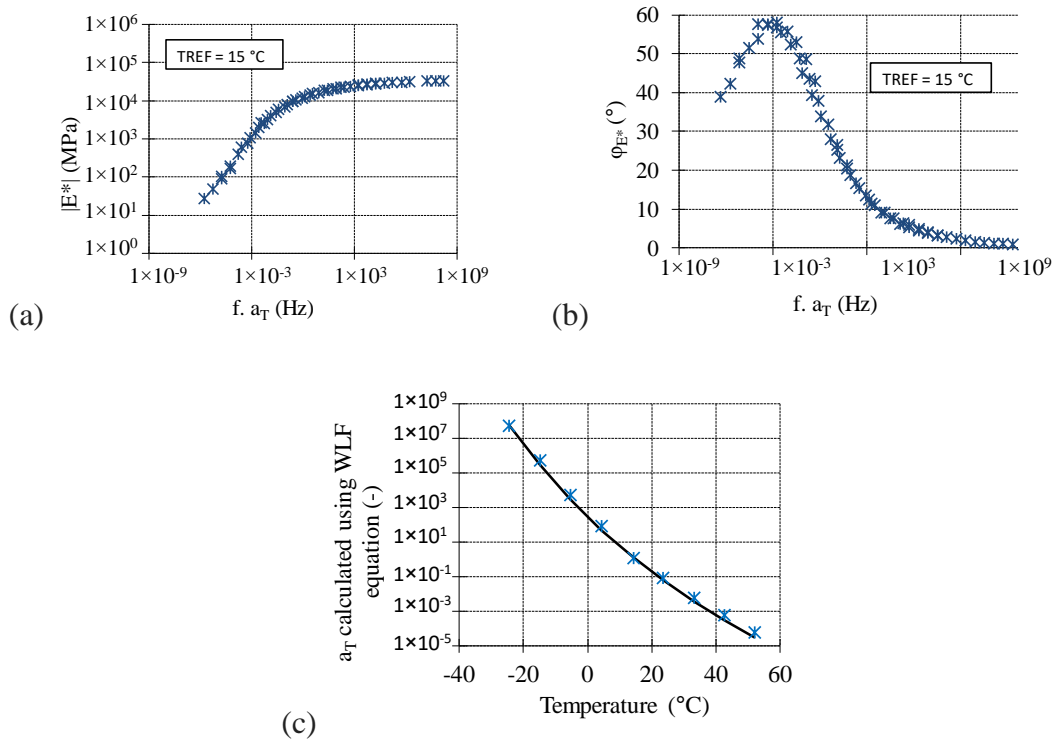 1×10⁶
1×10⁵
1×10⁴
1×10³
1×10²
1×10¹
1×10⁰
|E*| (MPa)
TREF = 15 °C
1×10⁻⁹ 1×10⁻³ 1×10³ 1×10⁹
f. aT (Hz)
(a)
60
50
40
30
20
10
0
φE* (°)
TREF = 15 °C
1×10⁻⁹ 1×10⁻³ 1×10³ 1×10⁹
f. aT (Hz)
(b)
1×10⁹
1×10⁷
1×10⁵
1×10³
1×10¹
1×10⁻¹
1×10⁻³
1×10⁻⁵
aT calculated using WLF
equation (-)
-40 -20 0 20 40 60
Temperature (°C)
(c)